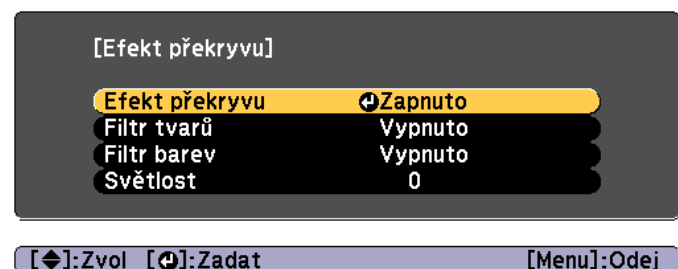 [Efekt překryvu]
Efekt překryvu Zapnuto
Filtr tvarů Vypnuto
Filtr barev Vypnuto
Světlost 0
[◆]:Zvol [⏎]:Zadat [Menu]:Odej